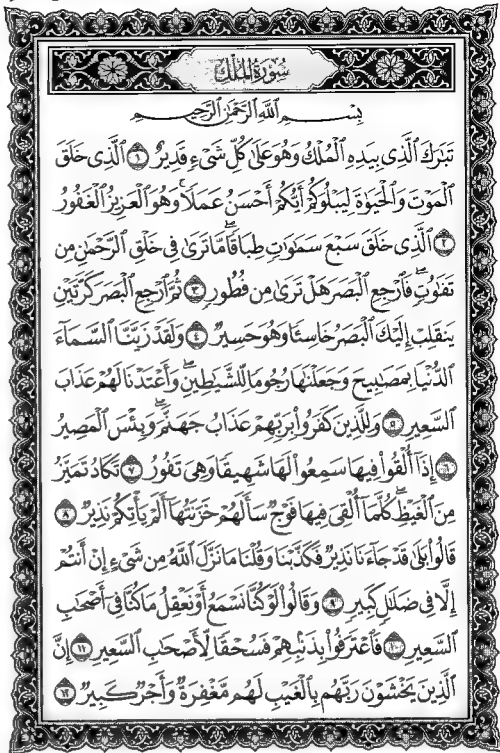 سُورَةُ الْمُلْكِ
بِسْمِ اللَّهِ الرَّحْمَٰنِ الرَّحِيمِ
تَبَٰرَكَ ٱلَّذِى بِيَدِهِ ٱلْمُلْكُ وَهُوَ عَلَىٰ كُلِّ شَىْءٍ قَدِيرٌ ١ ٱلَّذِى خَلَقَ
ٱلْمَوْتَ وَٱلْحَيَوٰةَ لِيَبْلُوَكُمْ أَيُّكُمْ أَحْسَنُ عَمَلًا ۚ وَهُوَ ٱلْعَزِيزُ ٱلْغَفُورُ
٢ ٱلَّذِى خَلَقَ سَبْعَ سَمَٰوَٰتٍ طِبَاقًا ۖ مَّا تَرَىٰ فِى خَلْقِ ٱلرَّحْمَٰنِ مِن
تَفَٰوُتٍ ۖ فَٱرْجِعِ ٱلْبَصَرَ هَلْ تَرَىٰ مِن فُطُورٍ ٣ ثُمَّ ٱرْجِعِ ٱلْبَصَرَ كَرَّتَيْنِ
يَنقَلِبْ إِلَيْكَ ٱلْبَصَرُ خَاسِئًا وَهُوَ حَسِيرٌ ٤ وَلَقَدْ زَيَّنَّا ٱلسَّمَآءَ
ٱلدُّنْيَا بِمَصَٰبِيحَ وَجَعَلْنَٰهَا رُجُومًا لِّلشَّيَٰطِينِ ۖ وَأَعْتَدْنَا لَهُمْ عَذَابَ
ٱلسَّعِيرِ ٥ وَلِلَّذِينَ كَفَرُوا۟ بِرَبِّهِمْ عَذَابُ جَهَنَّمَ ۖ وَبِئْسَ ٱلْمَصِيرُ
٦ إِذَآ أُلْقُوا۟ فِيهَا سَمِعُوا۟ لَهَا شَهِيقًا وَهِىَ تَفُورُ ٧ تَكَادُ تَمَيَّزُ
مِنَ ٱلْغَيْظِ ۖ كُلَّمَآ أُلْقِىَ فِيهَا فَوْجٌ سَأَلَهُمْ خَزَنَتُهَآ أَلَمْ يَأْتِكُمْ نَذِيرٌ ٨
قَالُوا۟ بَلَىٰ قَدْ جَآءَنَا نَذِيرٌ فَكَذَّبْنَا وَقُلْنَا مَا نَزَّلَ ٱللَّهُ مِن شَىْءٍ إِنْ أَنتُمْ
إِلَّا فِى ضَلَٰلٍ كَبِيرٍ ٩ وَقَالُوا۟ لَوْ كُنَّا نَسْمَعُ أَوْ نَعْقِلُ مَا كُنَّا فِىٓ أَصْحَٰبِ
ٱلسَّعِيرِ ١٠ فَٱعْتَرَفُوا۟ بِذَنۢبِهِمْ فَسُحْقًا لِّأَصْحَٰبِ ٱلسَّعِيرِ ١١ إِنَّ
ٱلَّذِينَ يَخْشَوْنَ رَبَّهُم بِٱلْغَيْبِ لَهُم مَّغْفِرَةٌ وَأَجْرٌ كَبِيرٌ ١٢